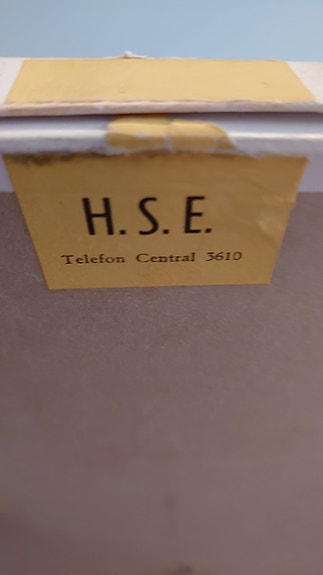 H. S. E.
Telefon Central 3610